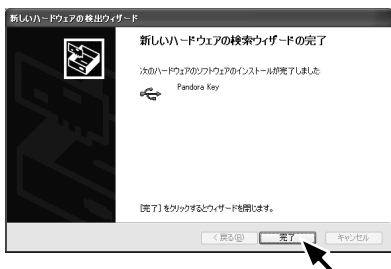 新しいハードウェアの検出ウィザード
新しいハードウェアの検索ウィザードの完了
次のハードウェアのソフトウェアのインストールが完了しました
Pandora Key
[完了] をクリックするとウィザードを閉じます。
< 戻る(B)
完了
キャンセル